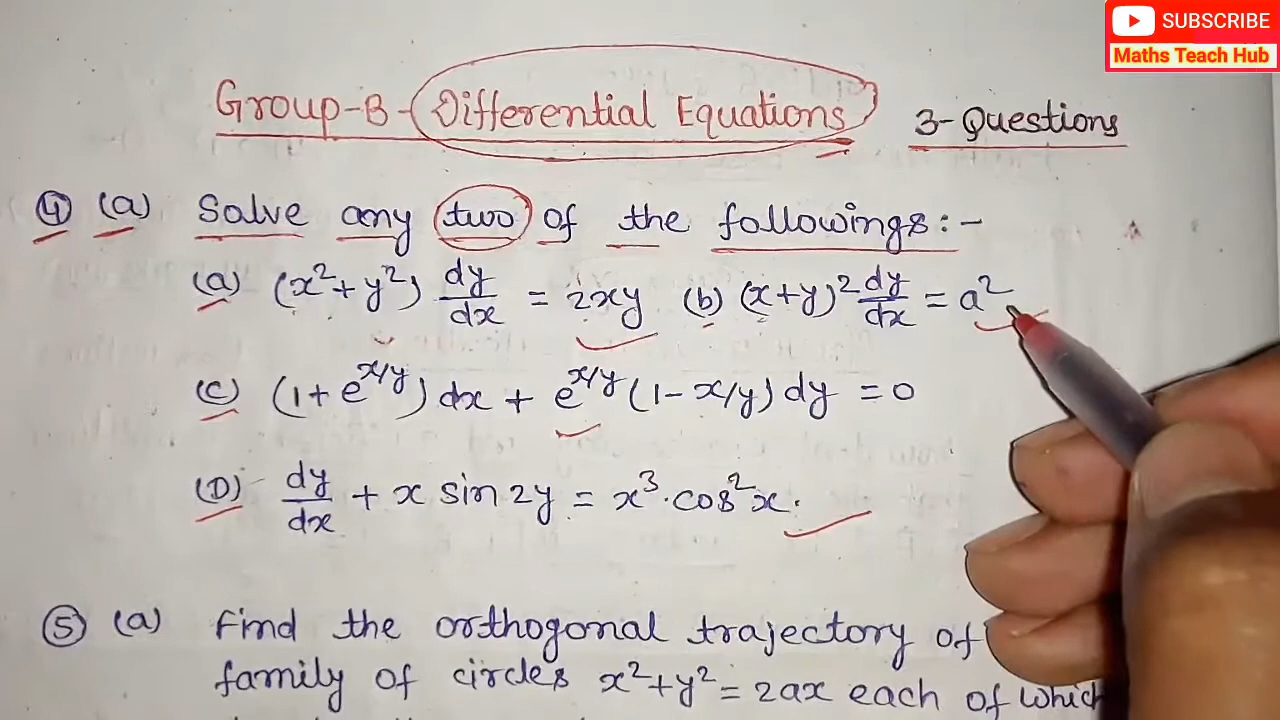 SUBSCRIBE
Maths Teach Hub
Group-B- Differential Equations 3-Questions
④ (a) Solve any two of the followings:-
(a) (x²+y²) dy/dx = 2xy (b) (x+y)² dy/dx = a²
(c) (1+e^x/y) dx + e^x/y (1-x/y) dy = 0
(D) dy/dx + x sin 2y = x³.cos²x.
⑤ (a) Find the orthogonal trajectory of
family of circles x²+y²=2ax each of which